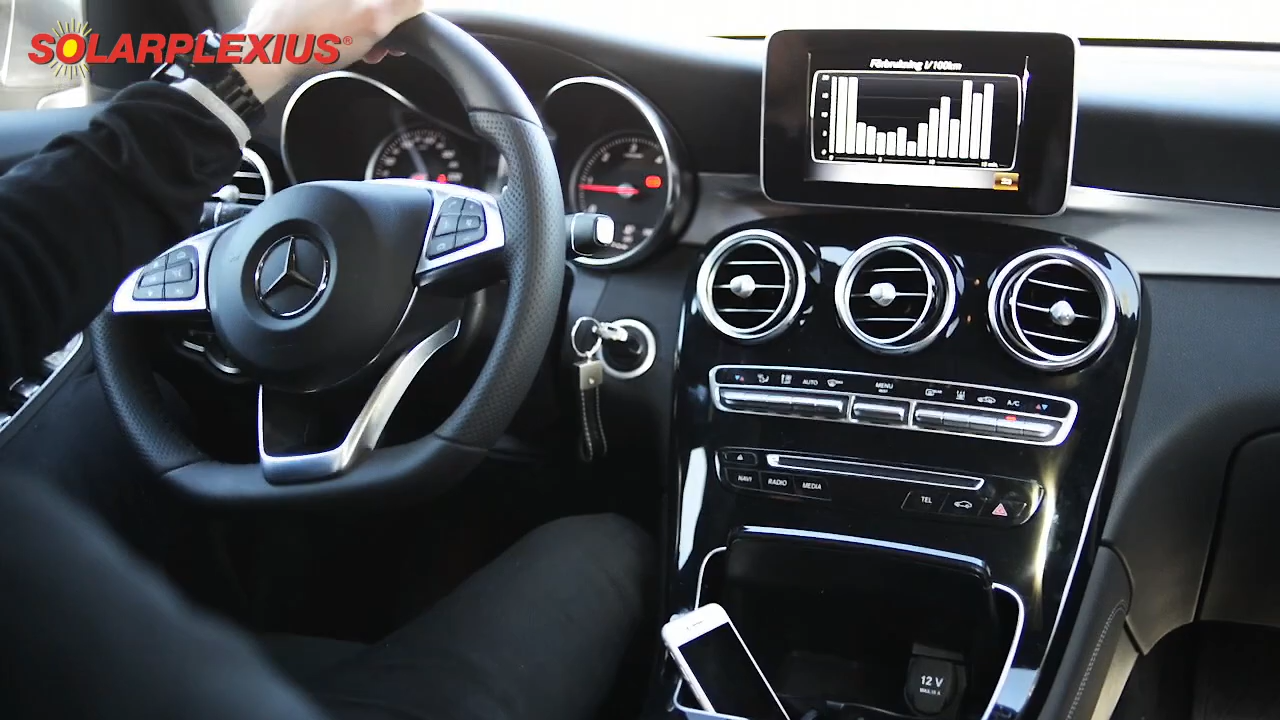 SOLARPLEXIUS®
Förbrukning l/100km
AUTO
MENU
A/C
NAVI
RADIO
MEDIA
TEL
12 V